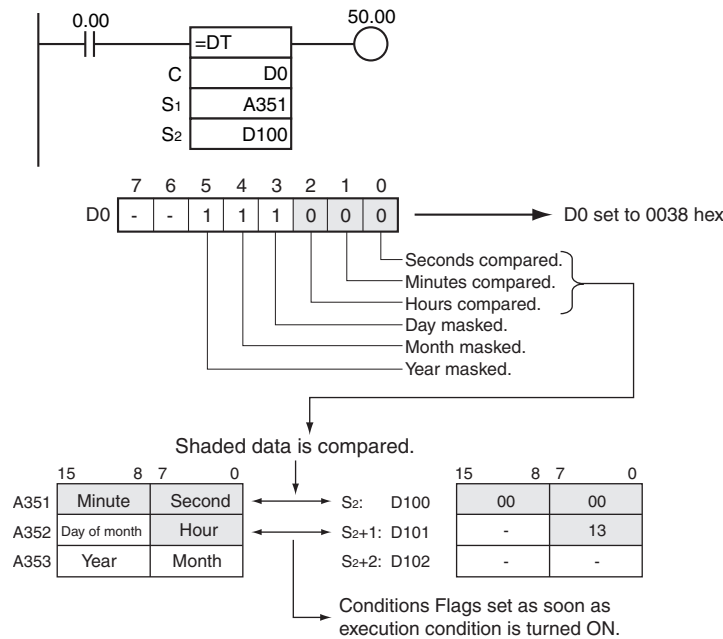 0.00
50.00
=DT
C D0
S1 A351
S2 D100
7 6 5 4 3 2 1 0
D0 - - 1 1 1 0 0 0 D0 set to 0038 hex
Seconds compared.
Minutes compared.
Hours compared.
Day masked.
Month masked.
Year masked.
Shaded data is compared.
15 8 7 0 15 8 7 0
A351 Minute Second S2: D100 00 00
A352 Day of month Hour S2+1: D101 - 13
A353 Year Month S2+2: D102 - -
Conditions Flags set as soon as
execution condition is turned ON.